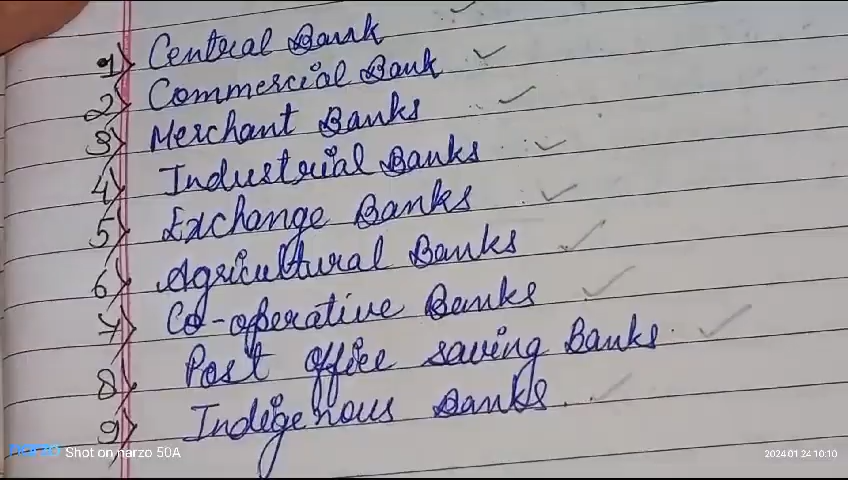 1) Central Bank
2) Commercial Bank
3) Merchant Banks
4) Industrial Banks
5) Exchange Banks
6) Agricultural Banks
7) Co-operative Banks
8) Post office saving Banks.
9) Indigenous Banks.
narzo Shot on narzo 50A
2024.01.24 10:10